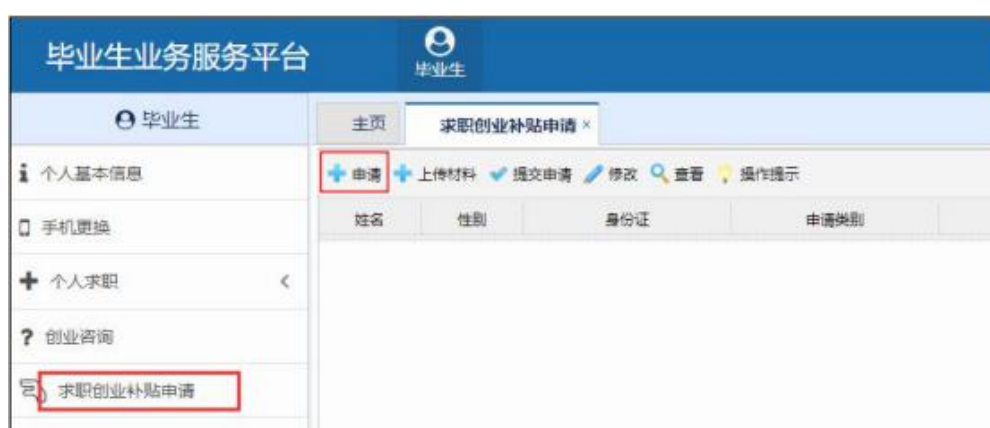 毕业生业务服务平台
毕业生
毕业生
主页 求职创业补贴申请 ×
个人基本信息
申请 上传材料 提交申请 修改 查看 操作提示
姓名 性别 身份证 申请类别
手机更换
个人求职
创业咨询
求职创业补贴申请